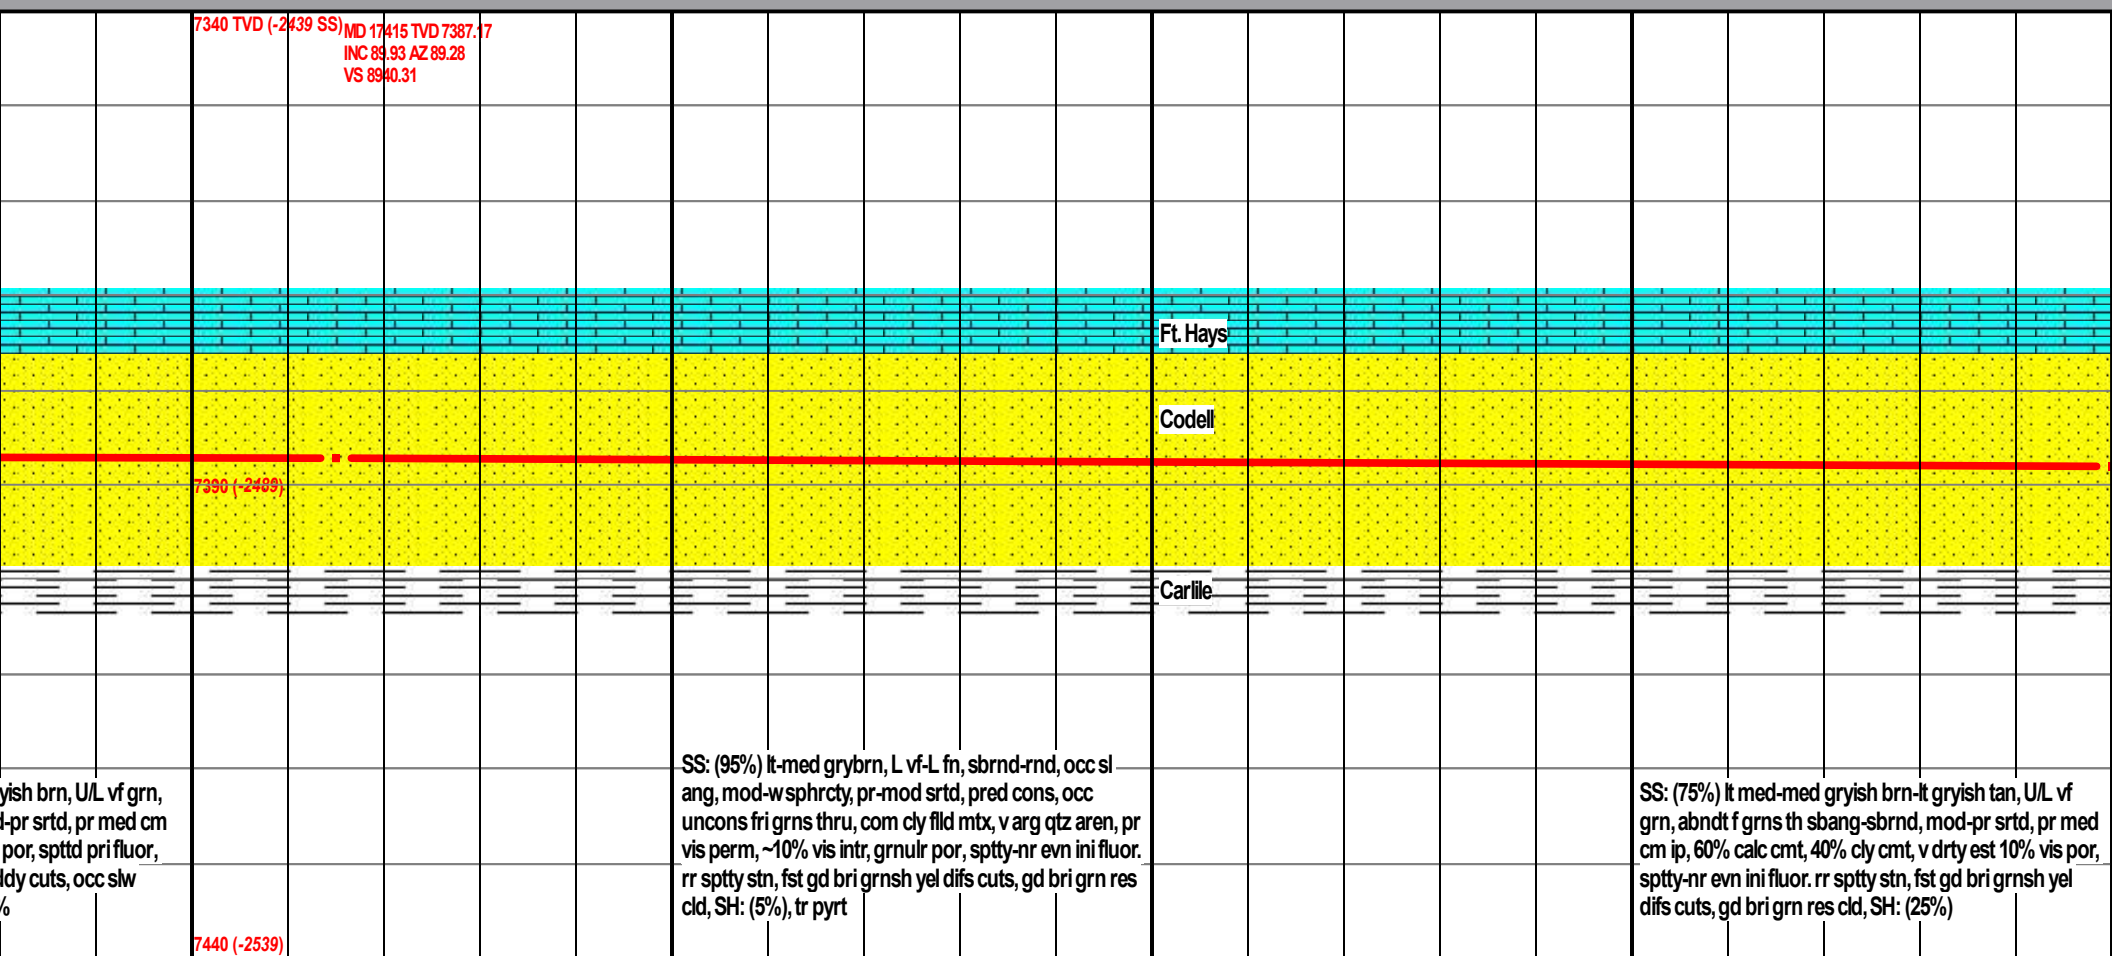 7340 TVD (-2439 SS)
MD 17415 TVD 7387.17
INC 89.93 AZ 89.28
VS 8940.31
Ft. Hays
Codell
7390 (-2489)
Carlile
yish brn, U/L vf grn,
d-pr srtd, pr med cm
por, spttd pri fluor,
ddy cuts, occ slw
%
SS: (95%) lt-med grybrn, L vf-L fn, sbrnd-rnd, occ sl
ang, mod-w sphrcty, pr-mod srtd, pred cons, occ
uncons fri grns thru, com cly flld mtx, v arg qtz aren, pr
vis perm, ~10% vis intr, grnulr por, sptty-nr evn ini fluor.
rr sptty stn, fst gd bri grnsh yel difs cuts, gd bri grn res
cld, SH: (5%), tr pyrt
SS: (75%) lt med-med gryish brn-lt gryish tan, U/L vf
grn, abndt f grns th sbang-sbrnd, mod-pr srtd, pr med
cm ip, 60% calc cmt, 40% cly cmt, v drty est 10% vis por,
sptty-nr evn ini fluor. rr sptty stn, fst gd bri grnsh yel
difs cuts, gd bri grn res cld, SH: (25%)
7440 (-2539)